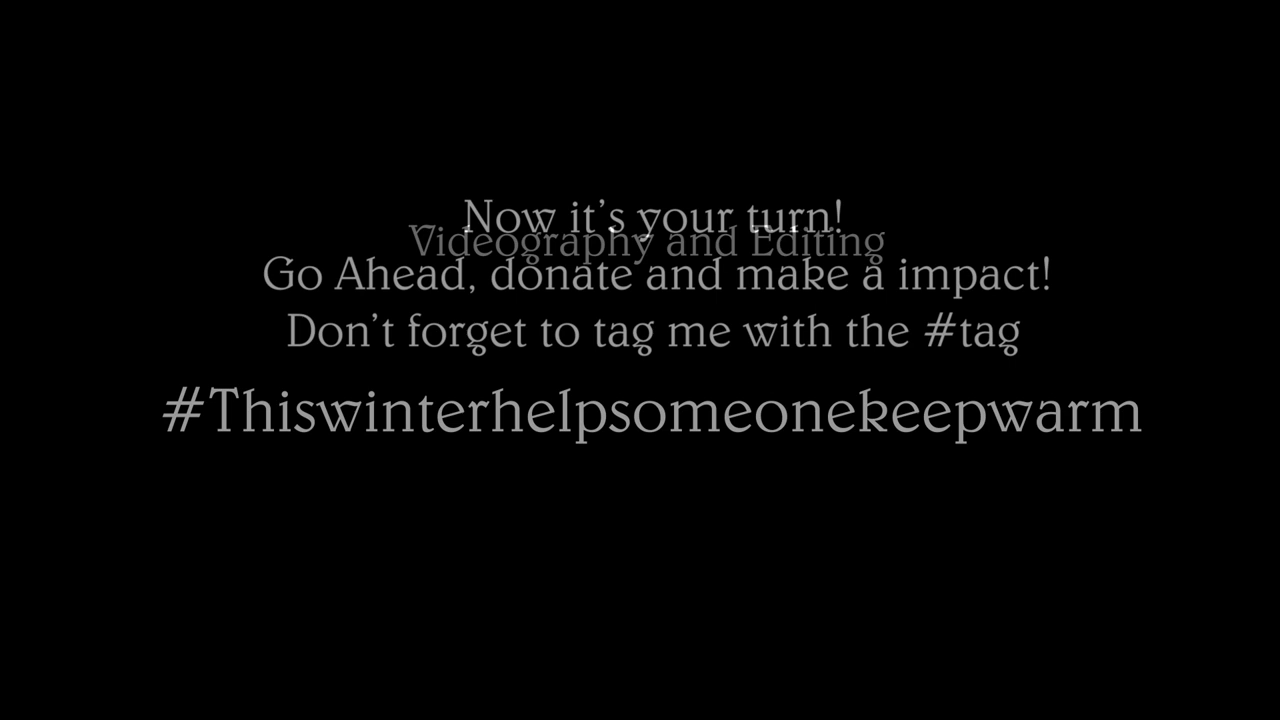 Now it's your turn!
Videography and Editing
Go Ahead, donate and make a impact!
Don't forget to tag me with the #tag
#Thiswinterhelpsomeonekeepwarm